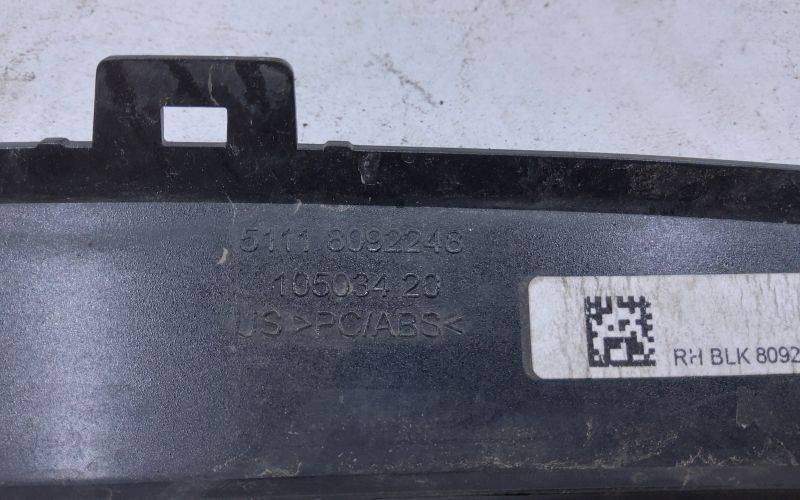 5111 8092248
105034 20
US >PC/ABS<
RH BLK 8092